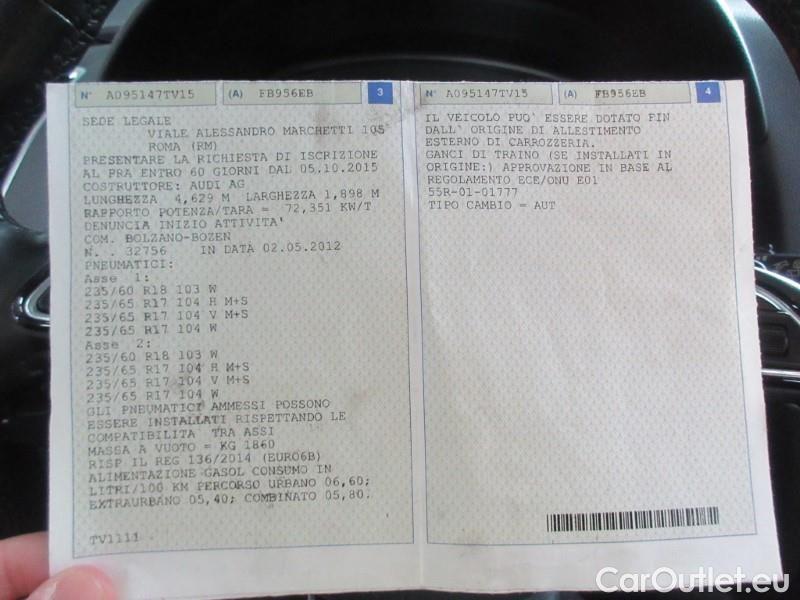 N° A095147TV15 (A) FB956EB 3
SEDE LEGALE
VIALE ALESSANDRO MARCHETTI 105
ROMA (RM)
PRESENTARE LA RICHIESTA DI ISCRIZIONE
AL PRA ENTRO 60 GIORNI DAL 05.10.2015
COSTRUTTORE: AUDI AG
LUNGHEZZA 4,629 M LARGHEZZA 1,898 M
RAPPORTO POTENZA/TARA = 72,351 KW/T
DENUNCIA INIZIO ATTIVITA'
COM. BOLZANO-BOZEN
N. . 32756 IN DATA 02.05.2012
PNEUMATICI:
Asse 1:
235/60 R18 103 W
235/65 R17 104 H M+S
235/65 R17 104 V M+S
235/65 R17 104 W
Asse 2:
235/60 R18 103 W
235/65 R17 104 H M+S
235/65 R17 104 V M+S
235/65 R17 104 W
GLI PNEUMATICI AMMESSI POSSONO
ESSERE INSTALLATI RISPETTANDO LE
COMPATIBILITA TRA ASSI
MASSA A VUOTO = KG 1860
RISP IL REG 136/2014 (EURO6B)
ALIMENTAZIONE GASOL CONSUMO IN
LITRI/100 KM PERCORSO URBANO 06,60;
EXTRAURBANO 05,40; COMBINATO 05,80.
TV1111
N° A095147TV15 (A) FB956EB 4
IL VEICOLO PUO' ESSERE DOTATO FIN
DALL' ORIGINE DI ALLESTIMENTO
ESTERNO DI CARROZZERIA.
GANCI DI TRAINO (SE INSTALLATI IN
ORIGINE:) APPROVAZIONE IN BASE AL
REGOLAMENTO ECE/ONU E01
55R-01-01777
TIPO CAMBIO = AUT
CarOutlet.eu